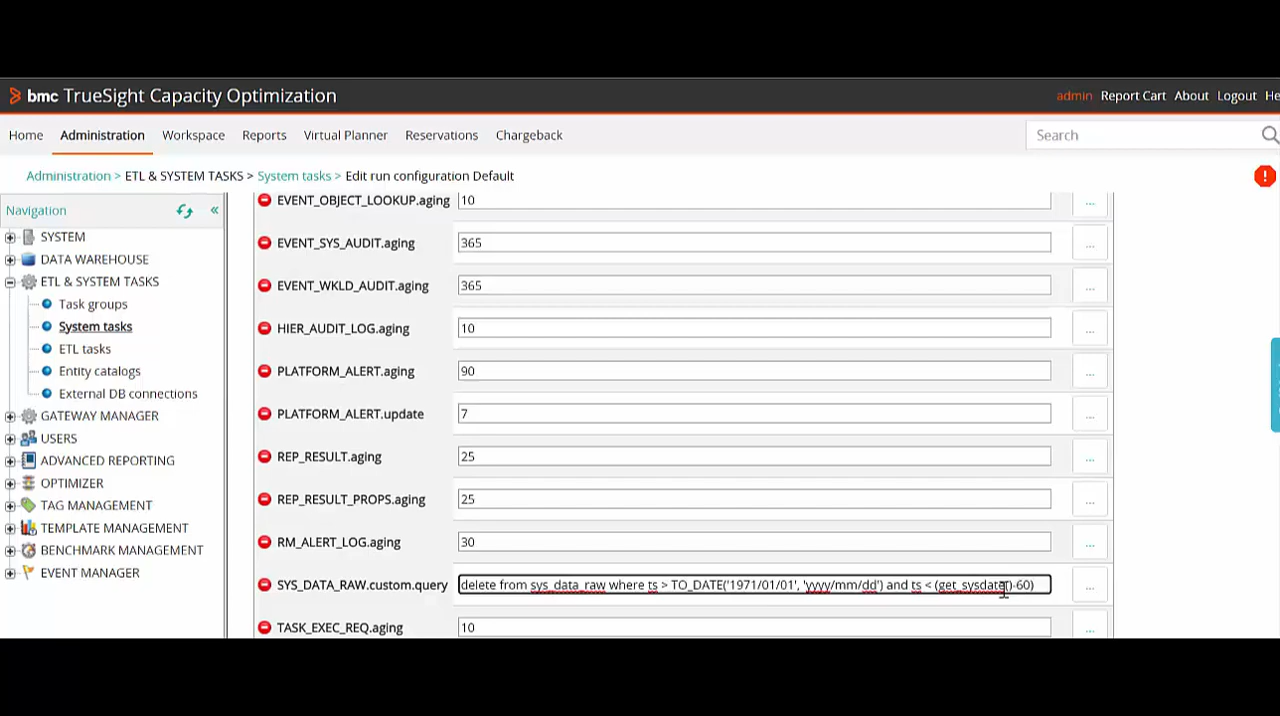 bmc TrueSight Capacity Optimization
admin Report Cart About Logout He
Home Administration Workspace Reports Virtual Planner Reservations Chargeback
Search
Administration > ETL & SYSTEM TASKS > System tasks > Edit run configuration Default
Navigation
SYSTEM
DATA WAREHOUSE
ETL & SYSTEM TASKS
Task groups
System tasks
ETL tasks
Entity catalogs
External DB connections
GATEWAY MANAGER
USERS
ADVANCED REPORTING
OPTIMIZER
TAG MANAGEMENT
TEMPLATE MANAGEMENT
BENCHMARK MANAGEMENT
EVENT MANAGER
EVENT_OBJECT_LOOKUP.aging 10 ...
EVENT_SYS_AUDIT.aging 365 ...
EVENT_WKLD_AUDIT.aging 365 ...
HIER_AUDIT_LOG.aging 10 ...
PLATFORM_ALERT.aging 90 ...
PLATFORM_ALERT.update 7 ...
REP_RESULT.aging 25 ...
REP_RESULT_PROPS.aging 25 ...
RM_ALERT_LOG.aging 30 ...
SYS_DATA_RAW.custom.query delete from sys_data_raw where ts > TO_DATE('1971/01/01', 'yyyy/mm/dd') and ts < (get_sysdate()-60) ...
TASK_EXEC_REQ.aging 10 ...